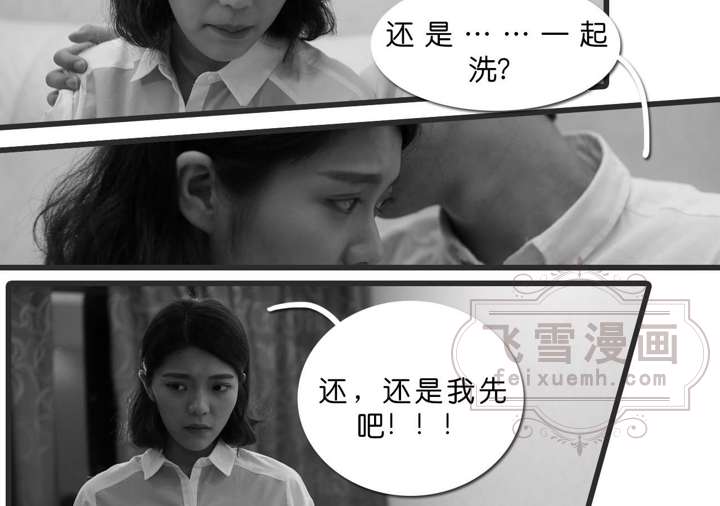 还是……一起
洗?
飞雪漫画
feixuemh.com
还，还是我先
吧！！！